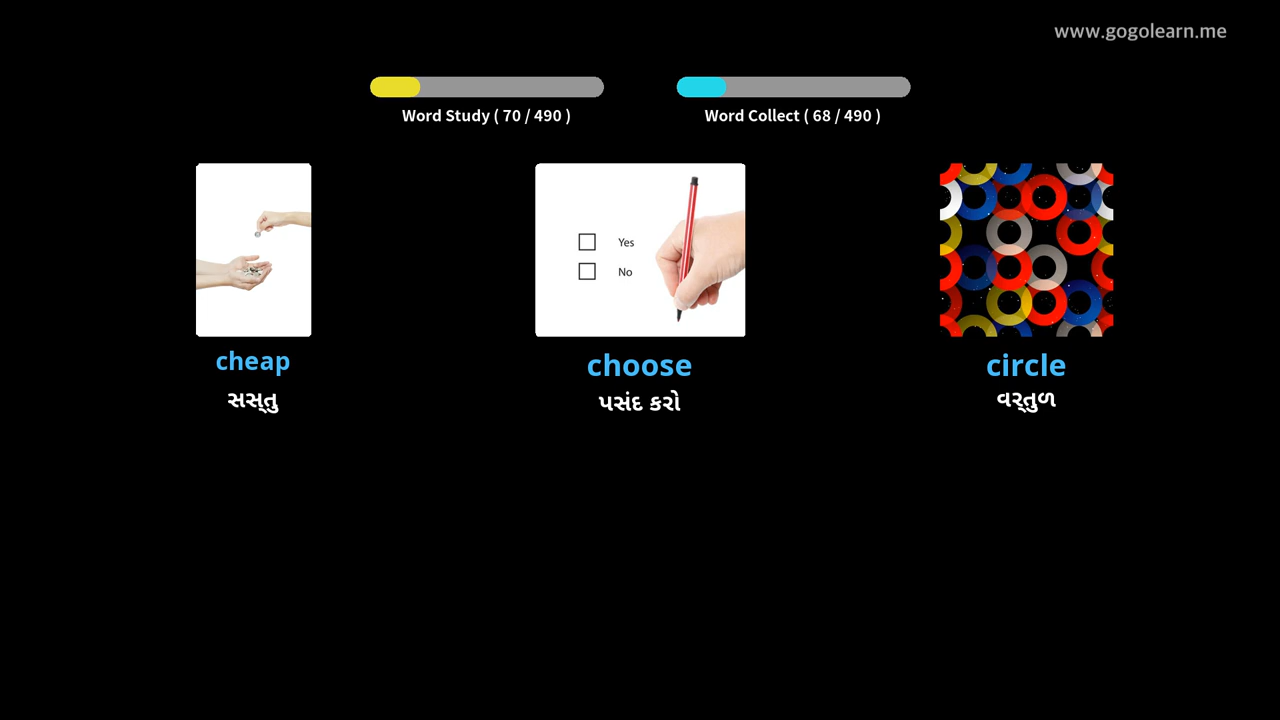 www.gogolearn.me
Word Study ( 70 / 490 )
Word Collect ( 68 / 490 )
Yes
No
cheap
choose
circle
સસ્તુ
પસંદ કરો
વર્તુળ